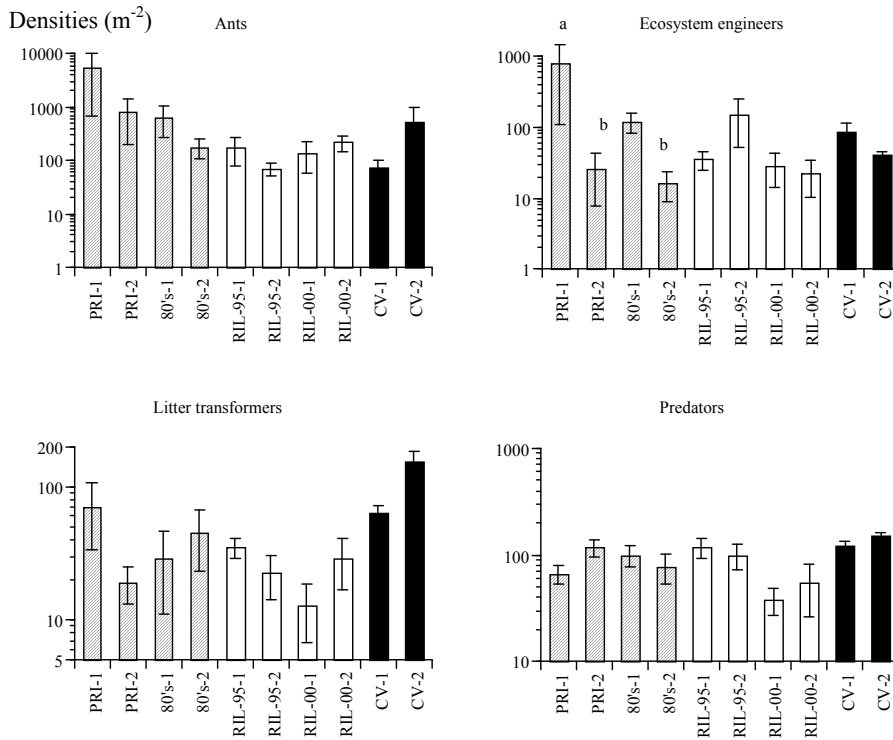 Densities (m-2)
Ants
10000
1000
100
10
1
PRI-1
PRI-2
80's-1
80's-2
RIL-95-1
RIL-95-2
RIL-00-1
RIL-00-2
CV-1
CV-2
Ecosystem engineers
a
b
b
1000
100
10
1
PRI-1
PRI-2
80's-1
80's-2
RIL-95-1
RIL-95-2
RIL-00-1
RIL-00-2
CV-1
CV-2
Litter transformers
200
100
10
5
PRI-1
PRI-2
80's-1
80's-2
RIL-95-1
RIL-95-2
RIL-00-1
RIL-00-2
CV-1
CV-2
Predators
1000
100
10
PRI-1
PRI-2
80's-1
80's-2
RIL-95-1
RIL-95-2
RIL-00-1
RIL-00-2
CV-1
CV-2